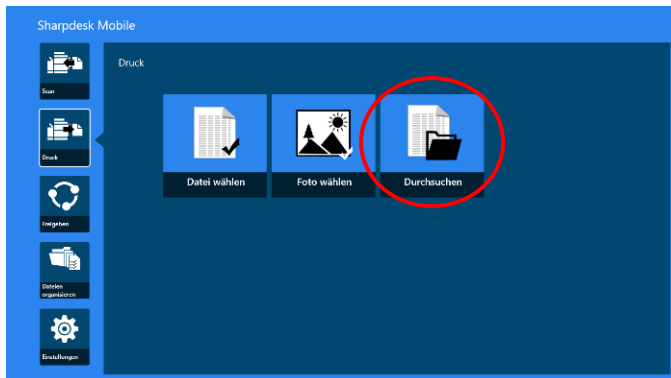 Sharpdesk Mobile
Scan
Druck
Freigeben
Dateien
organisieren
Einstellungen
Druck
Datei wählen
Foto wählen
Durchsuchen